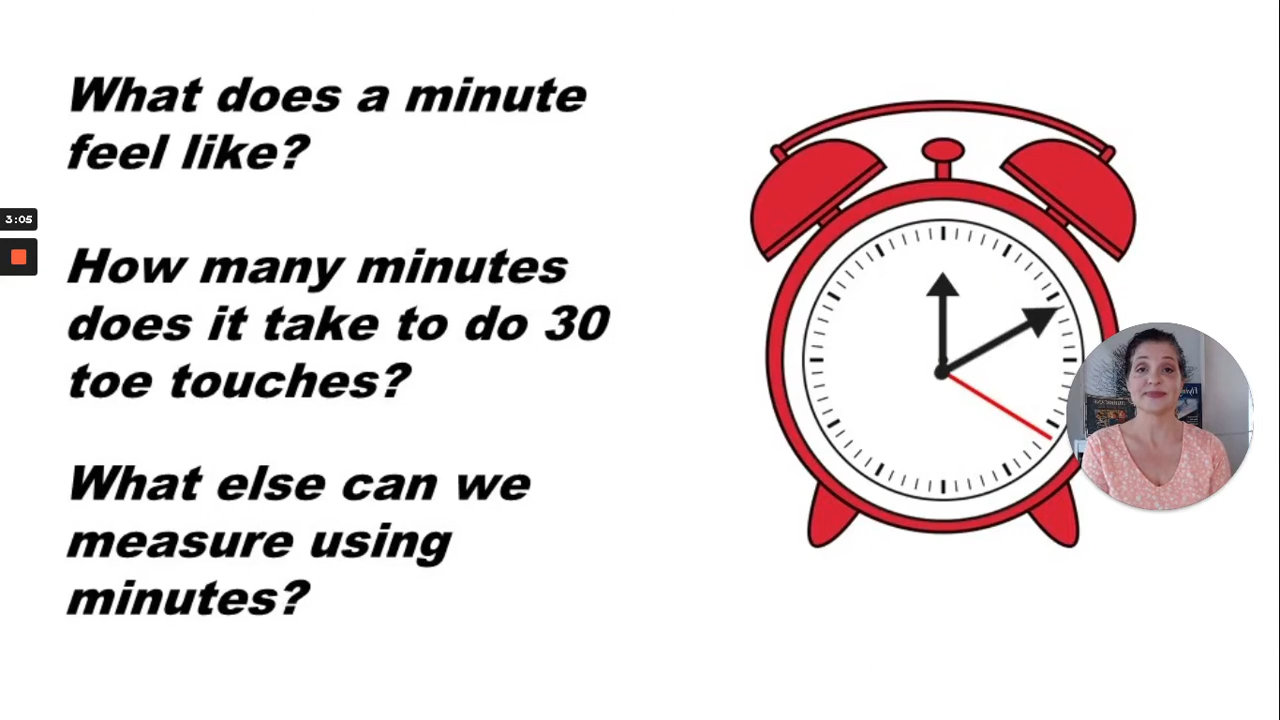 What does a minute
feel like?
3:05
How many minutes
does it take to do 30
toe touches?
What else can we
measure using
minutes?